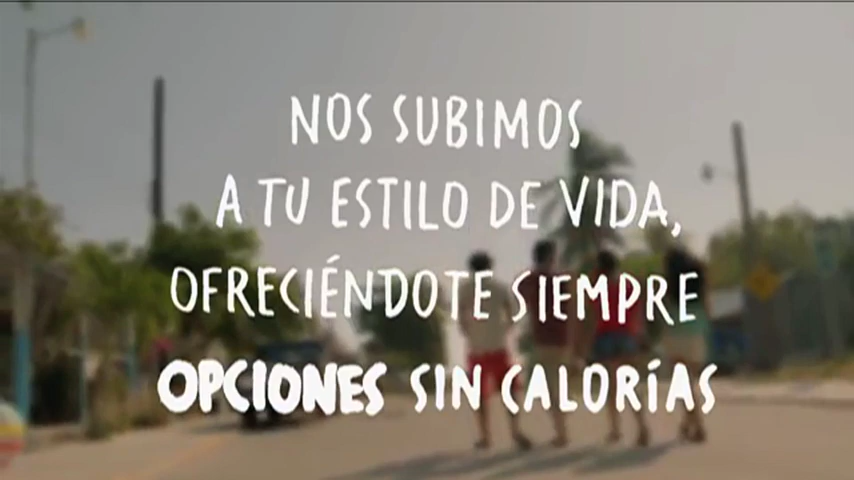 NOS SUBIMOS
A TU ESTILO DE VIDA,
OFRECIÉNDOTE SIEMPRE
OPCIONES SIN CALORÍAS